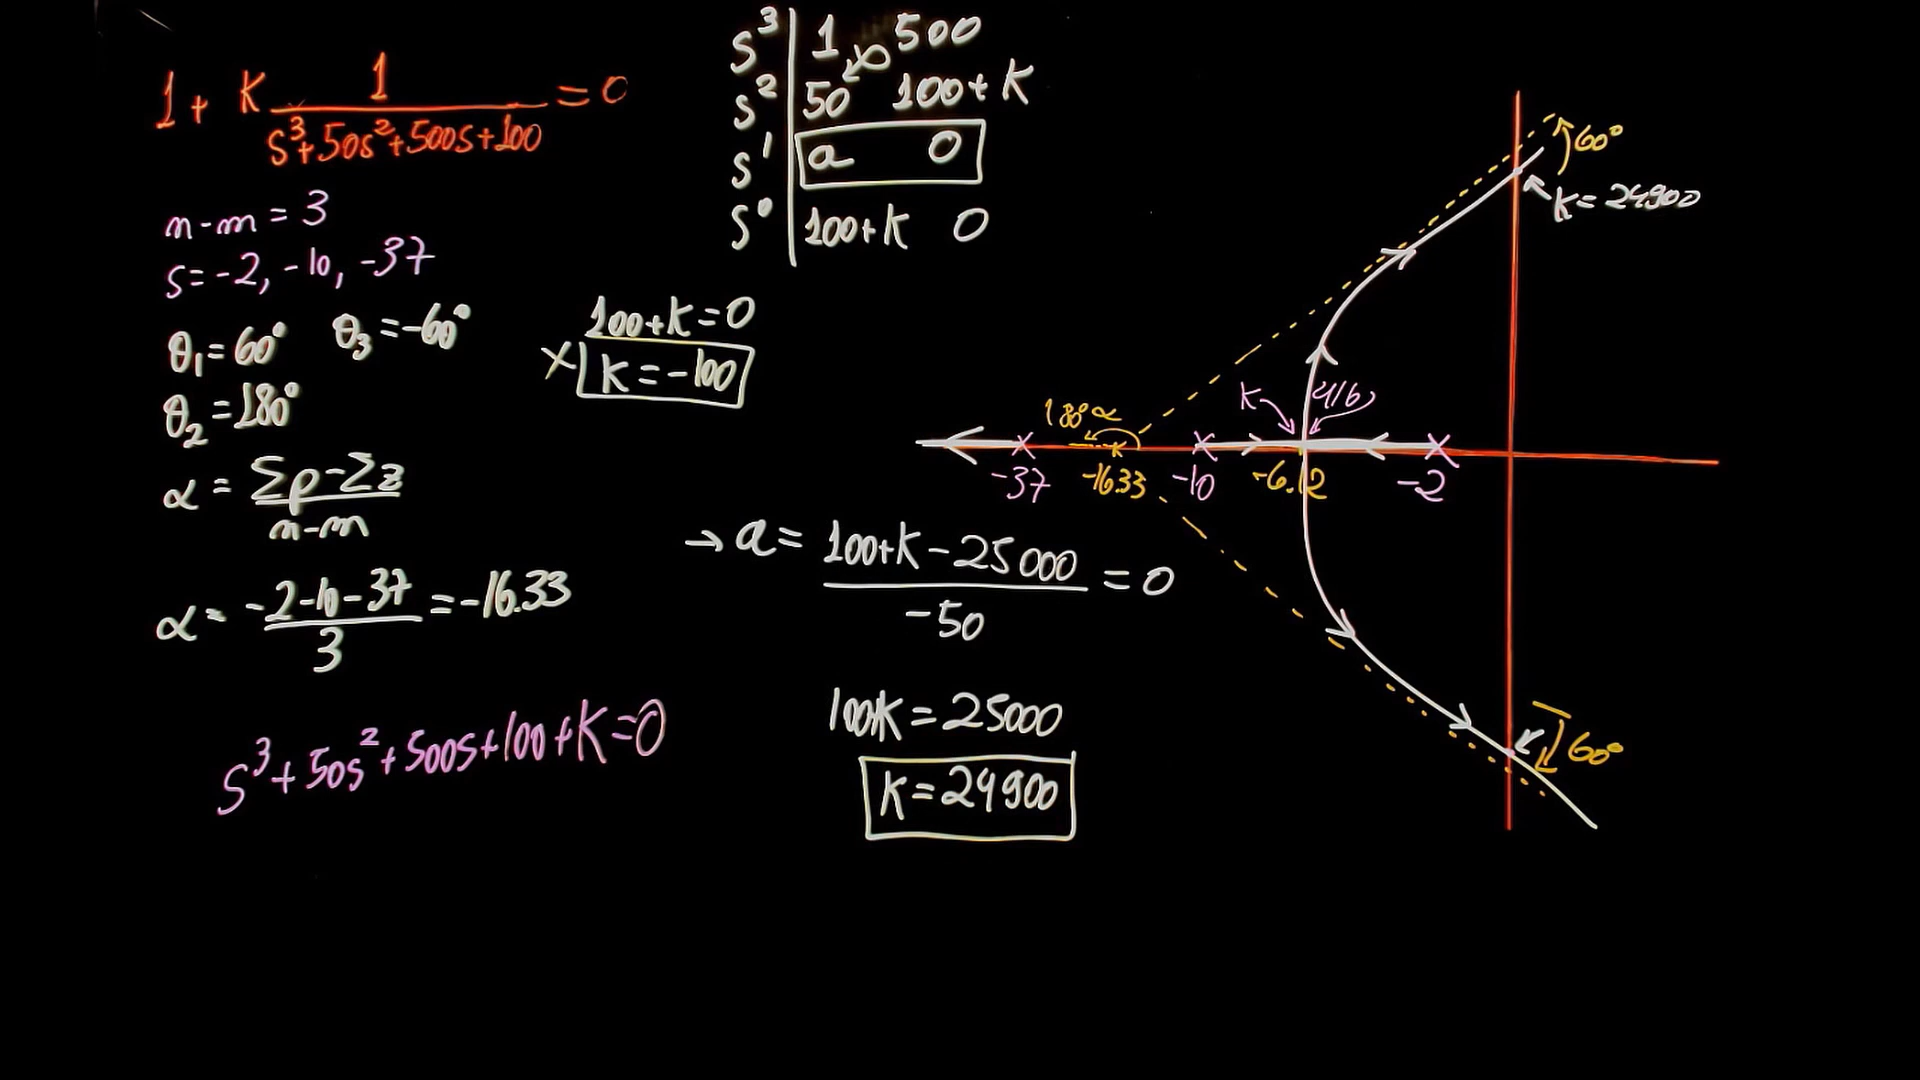 1 + K 1/(s³+50s²+500s+100) = 0
n-m = 3
s = -2, -10, -37
θ₁ = 60° θ₃ = -60°
θ₂ = 180°
α = (Σp-Σz)/(n-m)
α = (-2-10-37)/3 = -16.33
s³+50s²+500s+100+K=0
s³ | 1 500
s² | 50 100+K
s¹ | a 0
s⁰ | 100+K 0
100+K=0
X K = -100
→ a = (100+K-25000)/(-50) = 0
100K = 25000
K = 24900
60°
K = 24900
K
180° α
-37 -16.33 -10 -6.12 -2
60°